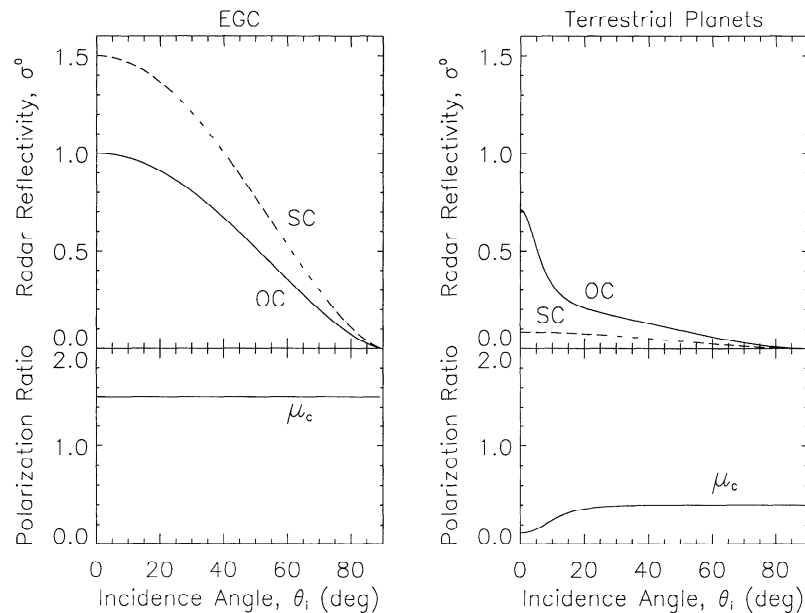 EGC
Radar Reflectivity, σ⁰
1.5
1.0
0.5
0.0
SC
OC
Polarization Ratio
2.0
1.0
0.0
μc
0 20 40 60 80
Incidence Angle, θi (deg)
Terrestrial Planets
Radar Reflectivity, σ⁰
1.5
1.0
0.5
0.0
OC
SC
Polarization Ratio
2.0
1.0
0.0
μc
0 20 40 60 80
Incidence Angle, θi (deg)